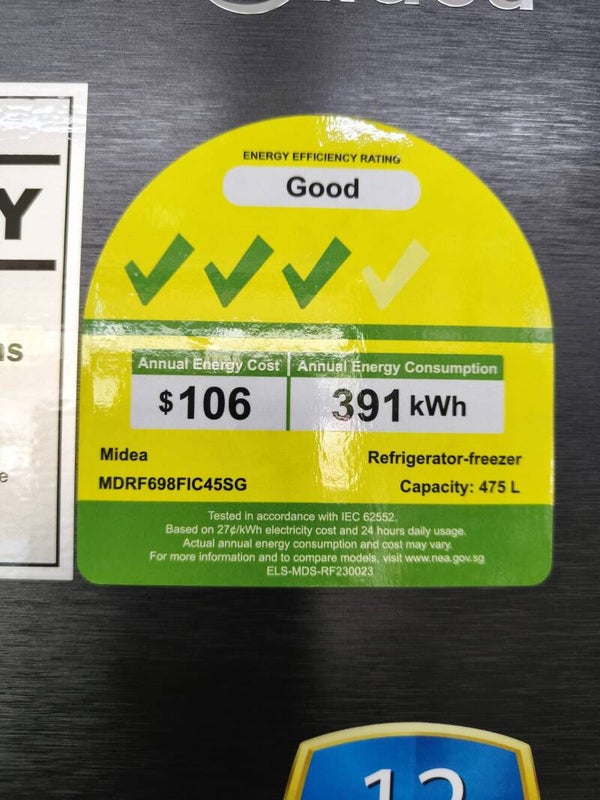 ENERGY EFFICIENCY RATING
Good
Annual Energy Cost
$106
Annual Energy Consumption
391 kWh
Midea
MDRF698FIC45SG
Refrigerator-freezer
Capacity: 475 L
Tested in accordance with IEC 62552.
Based on 27¢/kWh electricity cost and 24 hours daily usage.
Actual annual energy consumption and cost may vary.
For more information and to compare models, visit www.nea.gov.sg
ELS-MDS-RF230023
Y
12